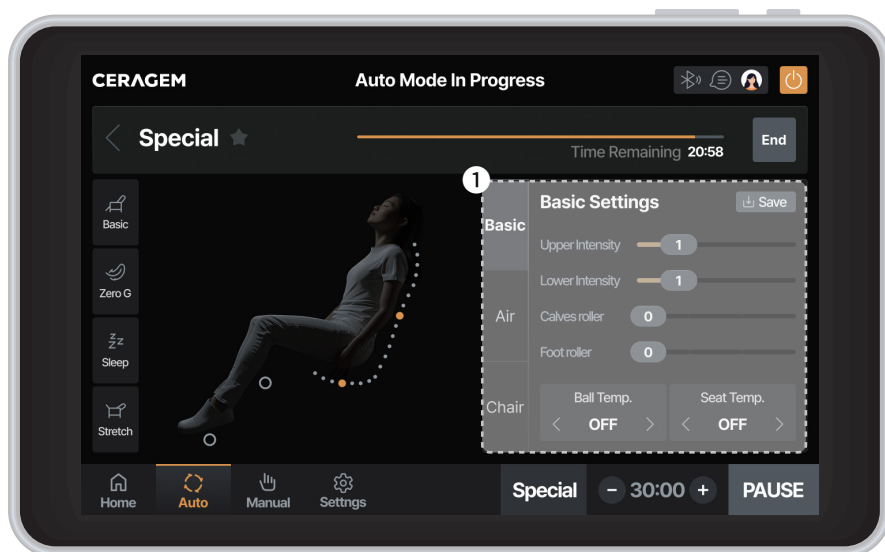 CERAGEM
Auto Mode In Progress
Special
Time Remaining 20:58
End
1
Basic
Zero G
Sleep
Stretch
Basic
Air
Chair
Basic Settings
Save
Upper Intensity 1
Lower Intensity 1
Calves roller 0
Foot roller 0
Ball Temp.
< OFF >
Seat Temp.
< OFF >
Home
Auto
Manual
Settngs
Special
- 30:00 +
PAUSE